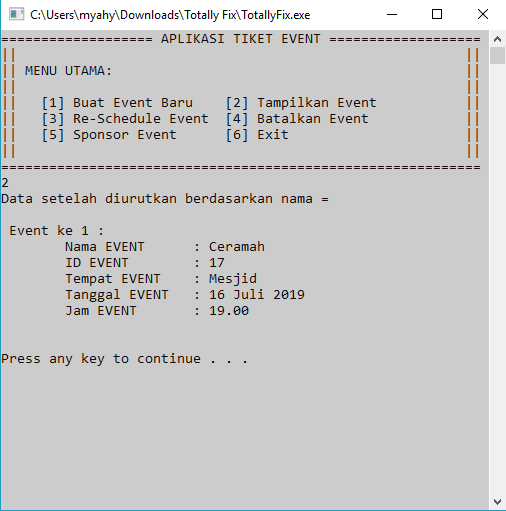 C:\Users\myahy\Downloads\Totally Fix\TotallyFix.exe
=================== APLIKASI TIKET EVENT ===================
||                                                        ||
|| MENU UTAMA:                                            ||
||                                                        ||
||   [1] Buat Event Baru    [2] Tampilkan Event           ||
||   [3] Re-Schedule Event  [4] Batalkan Event            ||
||   [5] Sponsor Event      [6] Exit                      ||
||                                                        ||
============================================================
2
Data setelah diurutkan berdasarkan nama =
Event ke 1 :
Nama EVENT      : Ceramah
ID EVENT        : 17
Tempat EVENT    : Mesjid
Tanggal EVENT   : 16 Juli 2019
Jam EVENT       : 19.00
Press any key to continue . . .